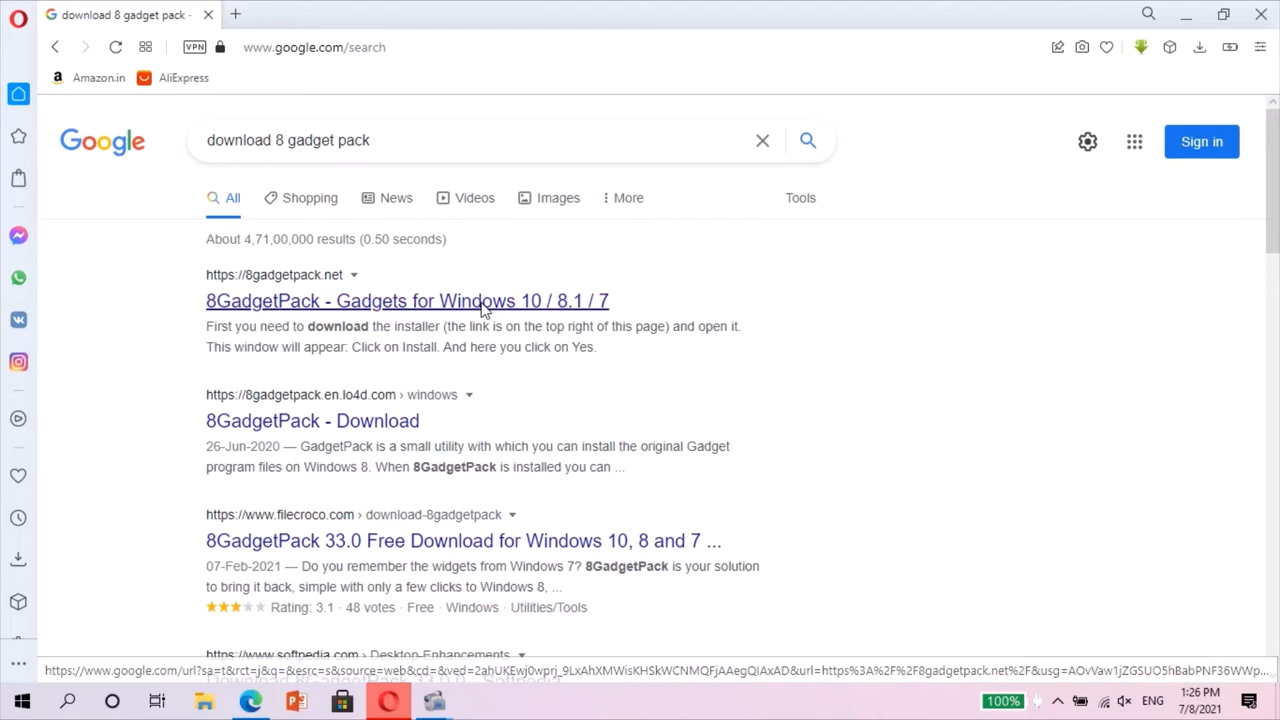 download 8 gadget pack -
VPN
www.google.com/search
Amazon.in
AliExpress
Google
download 8 gadget pack
Sign in
All
Shopping
News
Videos
Images
More
Tools
About 4,71,00,000 results (0.50 seconds)
https://8gadgetpack.net
8GadgetPack - Gadgets for Windows 10 / 8.1 / 7
First you need to download the installer (the link is on the top right of this page) and open it.
This window will appear: Click on Install. And here you click on Yes.
https://8gadgetpack.en.lo4d.com › windows
8GadgetPack - Download
26-Jun-2020 — GadgetPack is a small utility with which you can install the original Gadget
program files on Windows 8. When 8GadgetPack is installed you can ...
https://www.filecroco.com › download-8gadgetpack
8GadgetPack 33.0 Free Download for Windows 10, 8 and 7 ...
07-Feb-2021 — Do you remember the widgets from Windows 7? 8GadgetPack is your solution
to bring it back, simple with only a few clicks to Windows 8, ...
Rating: 3.1 · 48 votes · Free · Windows · Utilities/Tools
https://www.softpedia.com › Desktop-Enhancements
100%
ENG
1:26 PM
7/8/2021